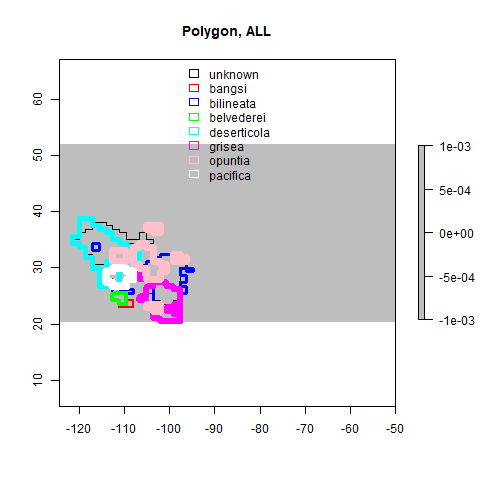 Polygon, ALL
unknown
bangsi
bilineata
belvederei
deserticola
grisea
opuntia
pacifica
60
50
40
30
20
10
-120 -110 -100 -90 -80 -70 -60 -50
1e-03
5e-04
0e+00
-5e-04
-1e-03